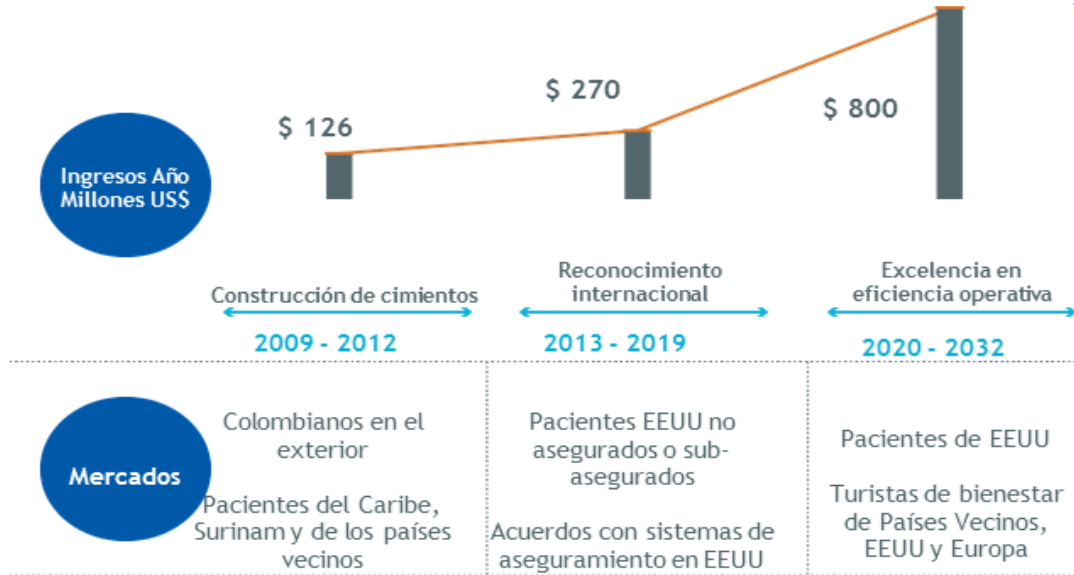 $ 126
$ 270
$ 800
Ingresos Año
Millones US$
Construcción de cimientos
2009 - 2012
Reconocimiento
internacional
2013 - 2019
Excelencia en
eficiencia operativa
2020 - 2032
Mercados
Colombianos en el
exterior
Pacientes del Caribe,
Surinam y de los países
vecinos
Pacientes EEUU no
asegurados o sub-
asegurados
Acuerdos con sistemas de
aseguramiento en EEUU
Pacientes de EEUU
Turistas de bienestar
de Países Vecinos,
EEUU y Europa